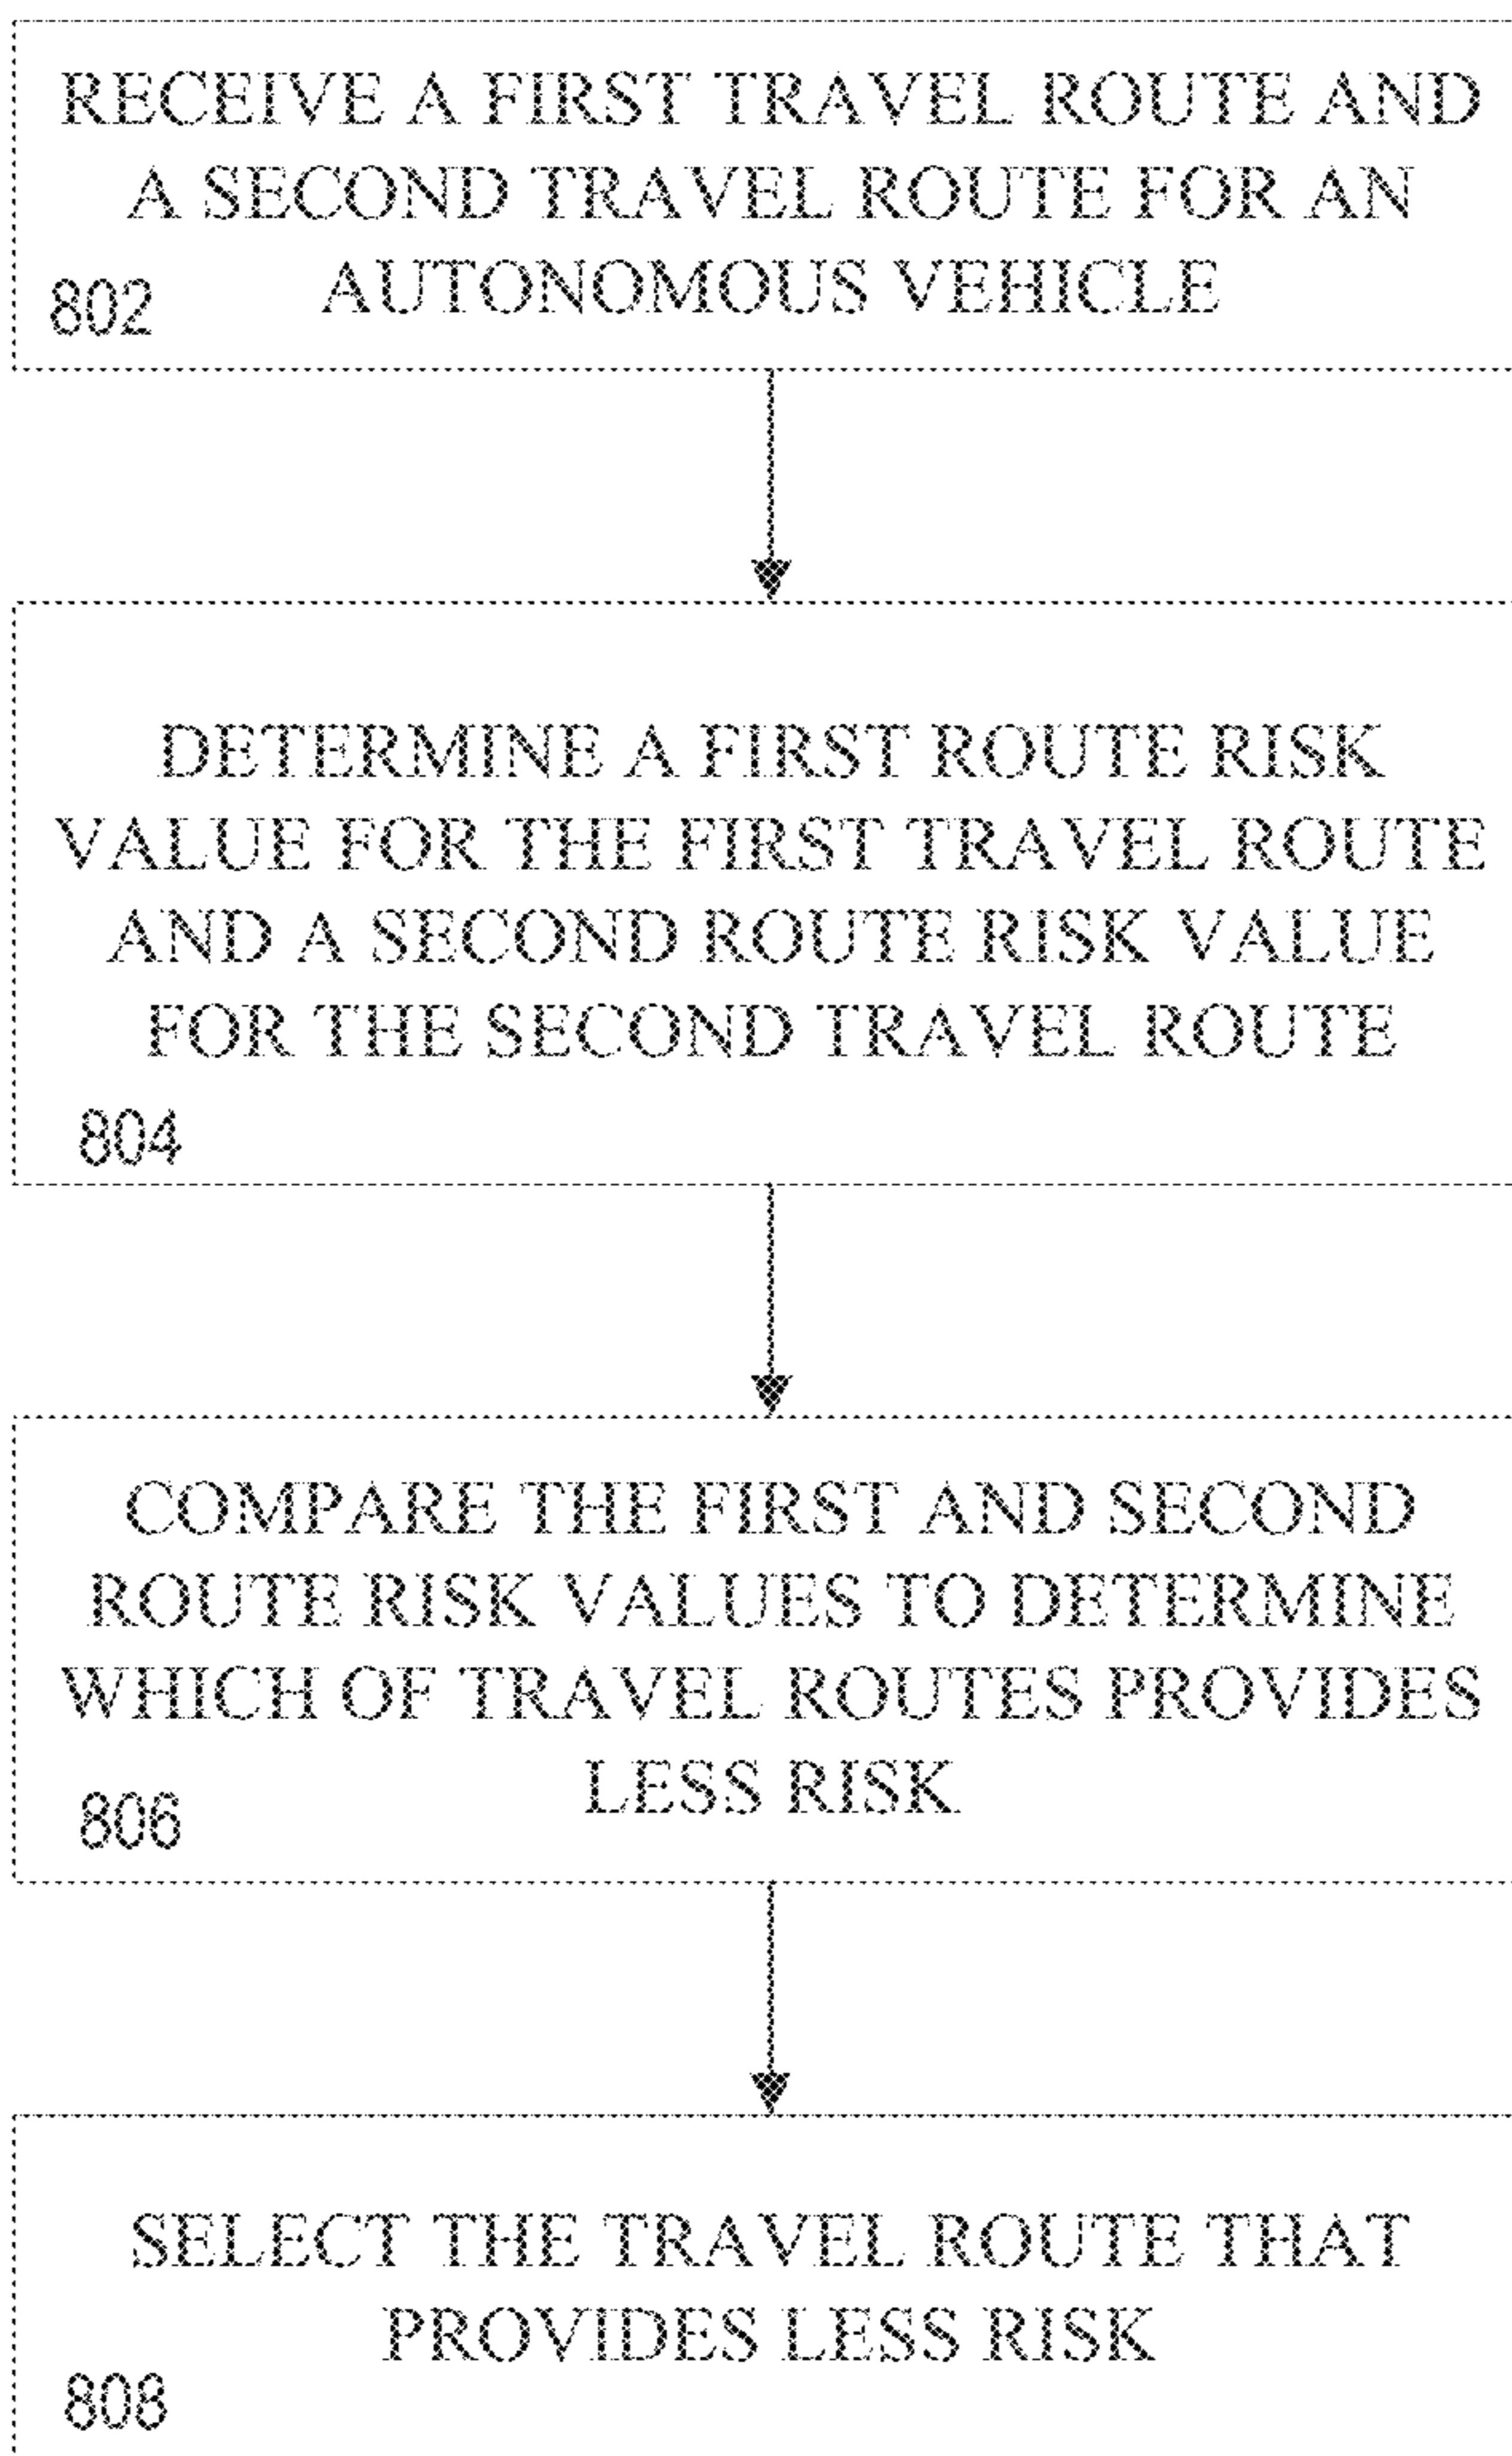 RECEIVE A FIRST TRAVEL ROUTE AND
A SECOND TRAVEL ROUTE FOR AN
AUTONOMOUS VEHICLE
802
DETERMINE A FIRST ROUTE RISK
VALUE FOR THE FIRST TRAVEL ROUTE
AND A SECOND ROUTE RISK VALUE
FOR THE SECOND TRAVEL ROUTE
804
COMPARE THE FIRST AND SECOND
ROUTE RISK VALUES TO DETERMINE
WHICH OF TRAVEL ROUTES PROVIDES
LESS RISK
806
SELECT THE TRAVEL ROUTE THAT
PROVIDES LESS RISK
808